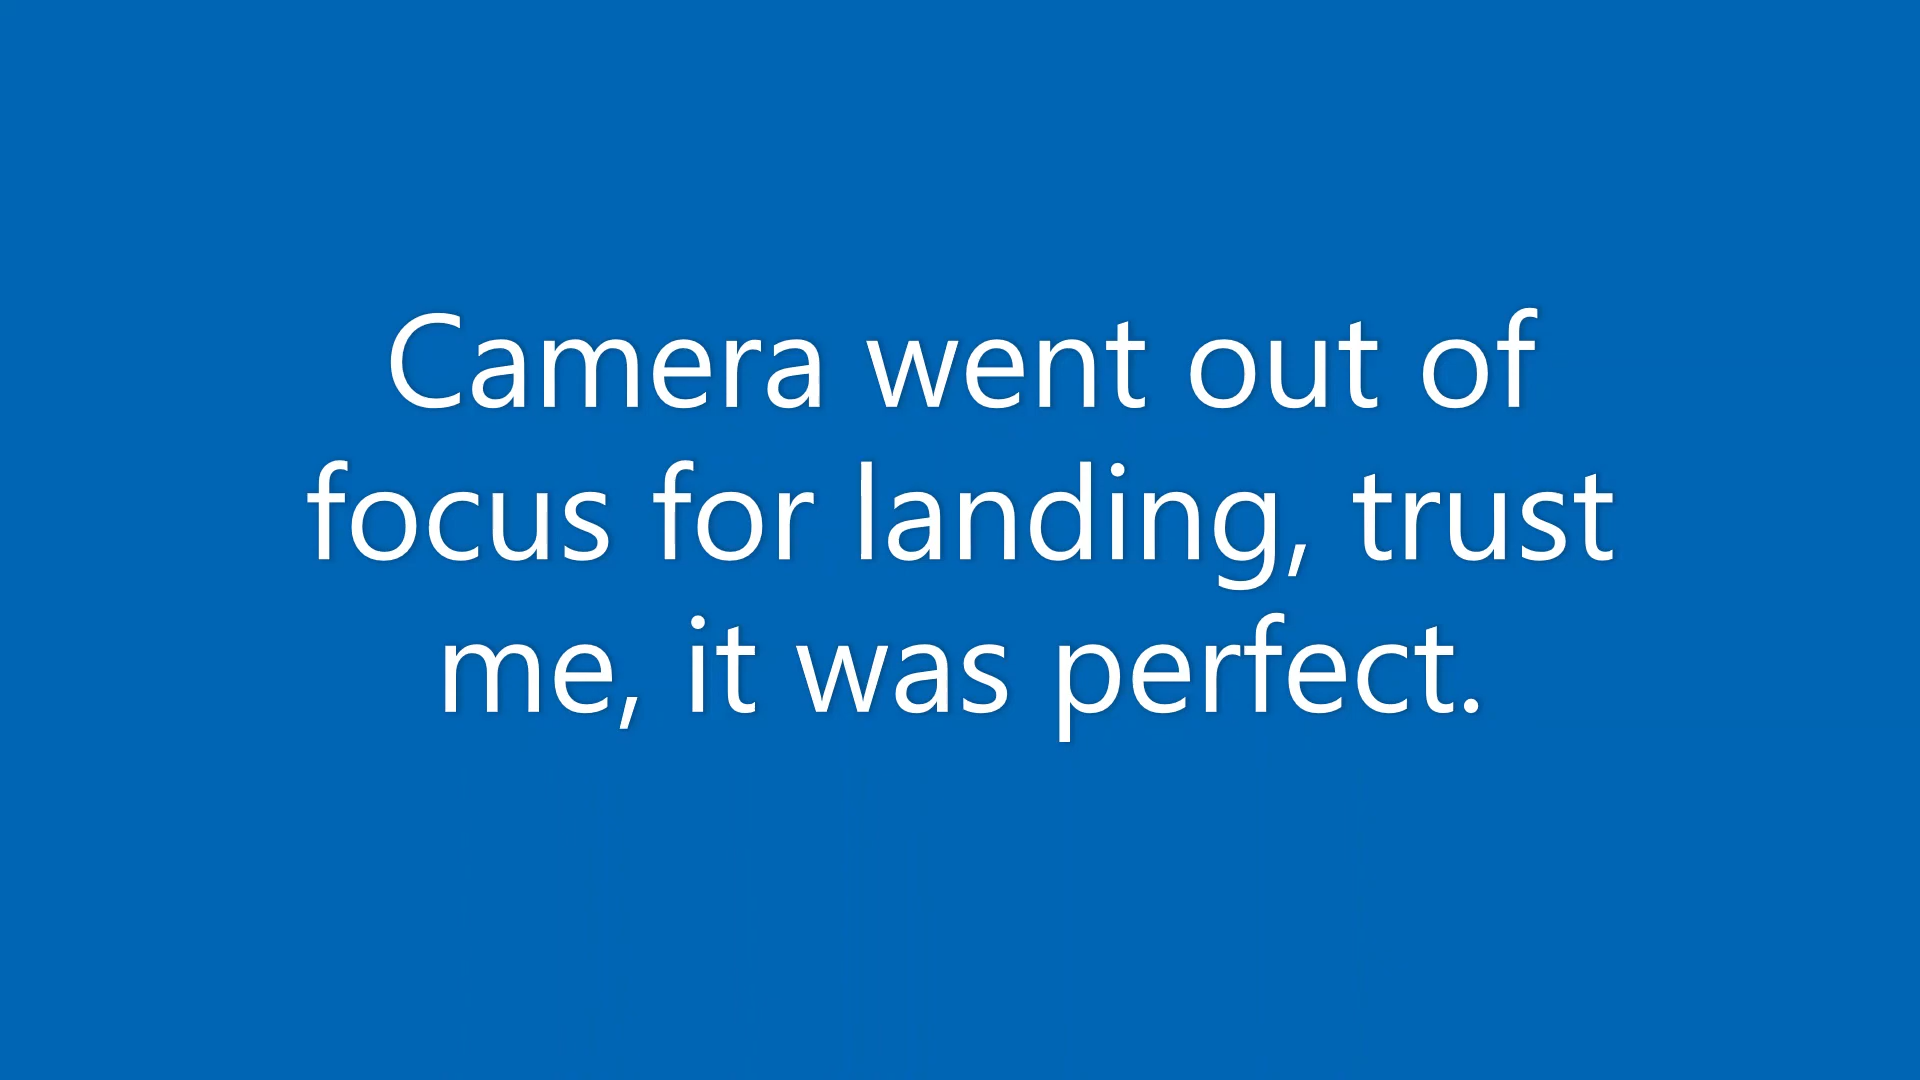 Camera went out of
focus for landing, trust
me, it was perfect.